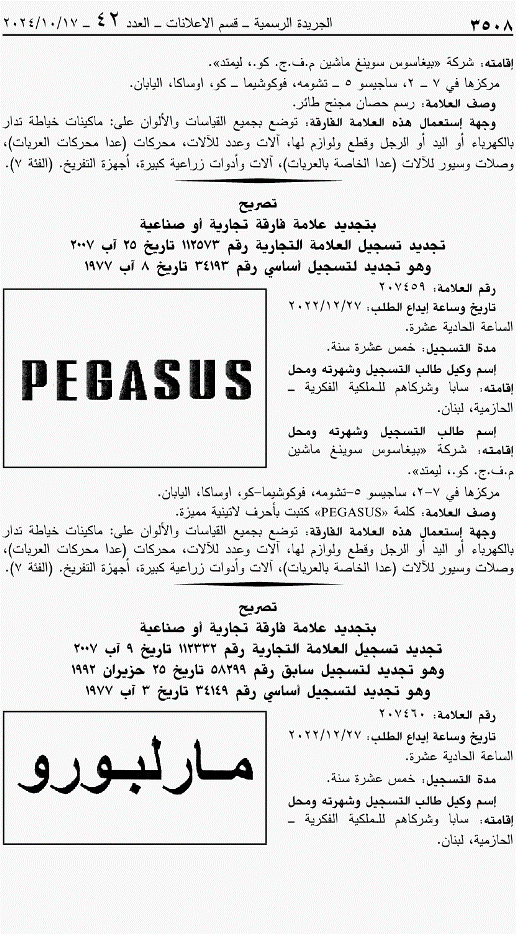 ٣٥٠٨
الجريدة الرسمية ــ قسم الاعلانات ــ العدد ٤٢ ــ ٢٠٢٤/١٠/١٧
إقامته: شركة «بيغاسوس سوينغ ماشين م.ف.ج. كو.، ليمتد».
مركزها في ٧ ــ ٢، ساجيسو ٥ ــ تشومه، فوكوشيما ــ كو، اوساكا، اليابان.
وصف العلامة: رسم حصان مجنح طائر.
وجهة إستعمال هذه العلامة الفارقة: توضع بجميع القياسات والألوان على: ماكينات خياطة تدار
بالكهرباء أو اليد أو الرجل وقطع ولوازم لها، آلات وعدد للآلات، محركات (عدا محركات العربات)،
وصلات وسيور للآلات (عدا الخاصة بالعربات)، آلات وأدوات زراعية كبيرة، أجهزة التفريخ. (الفئة ٧).
تصريح
بتجديد علامة فارقة تجارية أو صناعية
تجديد تسجيل العلامة التجارية رقم ١١٢٥٧٣ تاريخ ٢٥ آب ٢٠٠٧
وهو تجديد لتسجيل أساسي رقم ٣٤١٩٣ تاريخ ٨ آب ١٩٧٧
رقم العلامة: ٢٠٧٤٥٩
تاريخ وساعة إيداع الطلب: ٢٠٢٢/١٢/٢٧
الساعة الحادية عشرة.
مدة التسجيل: خمس عشرة سنة.
إسم وكيل طالب التسجيل وشهرته ومحل
إقامته: سابا وشركاهم للملكية الفكرية ــ
الحازمية، لبنان.
إسم طالب التسجيل وشهرته ومحل
إقامته: شركة «بيغاسوس سوينغ ماشين
م.ف.ج. كو.، ليمتد».
PEGASUS
مركزها في ٧-٢، ساجيسو ٥-تشومه، فوكوشيما-كو، اوساكا، اليابان.
وصف العلامة: كلمة «PEGASUS» كتبت بأحرف لاتينية مميزة.
وجهة إستعمال هذه العلامة الفارقة: توضع بجميع القياسات والألوان على: ماكينات خياطة تدار
بالكهرباء أو اليد أو الرجل وقطع ولوازم لها، آلات وعدد للآلات، محركات (عدا محركات العربات)،
وصلات وسيور للآلات (عدا الخاصة بالعربات)، آلات وأدوات زراعية كبيرة، أجهزة التفريخ. (الفئة ٧).
تصريح
بتجديد علامة فارقة تجارية أو صناعية
تجديد تسجيل العلامة التجارية رقم ١١٢٣٣٢ تاريخ ٩ آب ٢٠٠٧
وهو تجديد لتسجيل سابق رقم ٥٨٢٩٩ تاريخ ٢٥ حزيران ١٩٩٢
وهو تجديد لتسجيل أساسي رقم ٣٤١٤٩ تاريخ ٣ آب ١٩٧٧
رقم العلامة: ٢٠٧٤٦٠
تاريخ وساعة إيداع الطلب: ٢٠٢٢/١٢/٢٧
الساعة الحادية عشرة.
مدة التسجيل: خمس عشرة سنة.
إسم وكيل طالب التسجيل وشهرته ومحل
إقامته: سابا وشركاهم للملكية الفكرية ــ
الحازمية، لبنان.
مارلبورو